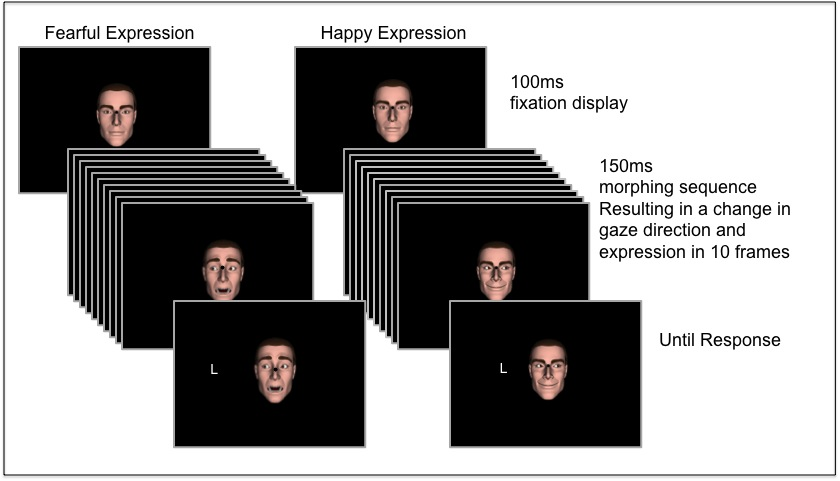 Fearful Expression
Happy Expression
100ms
fixation display
150ms
morphing sequence
Resulting in a change in
gaze direction and
expression in 10 frames
Until Response
L
L